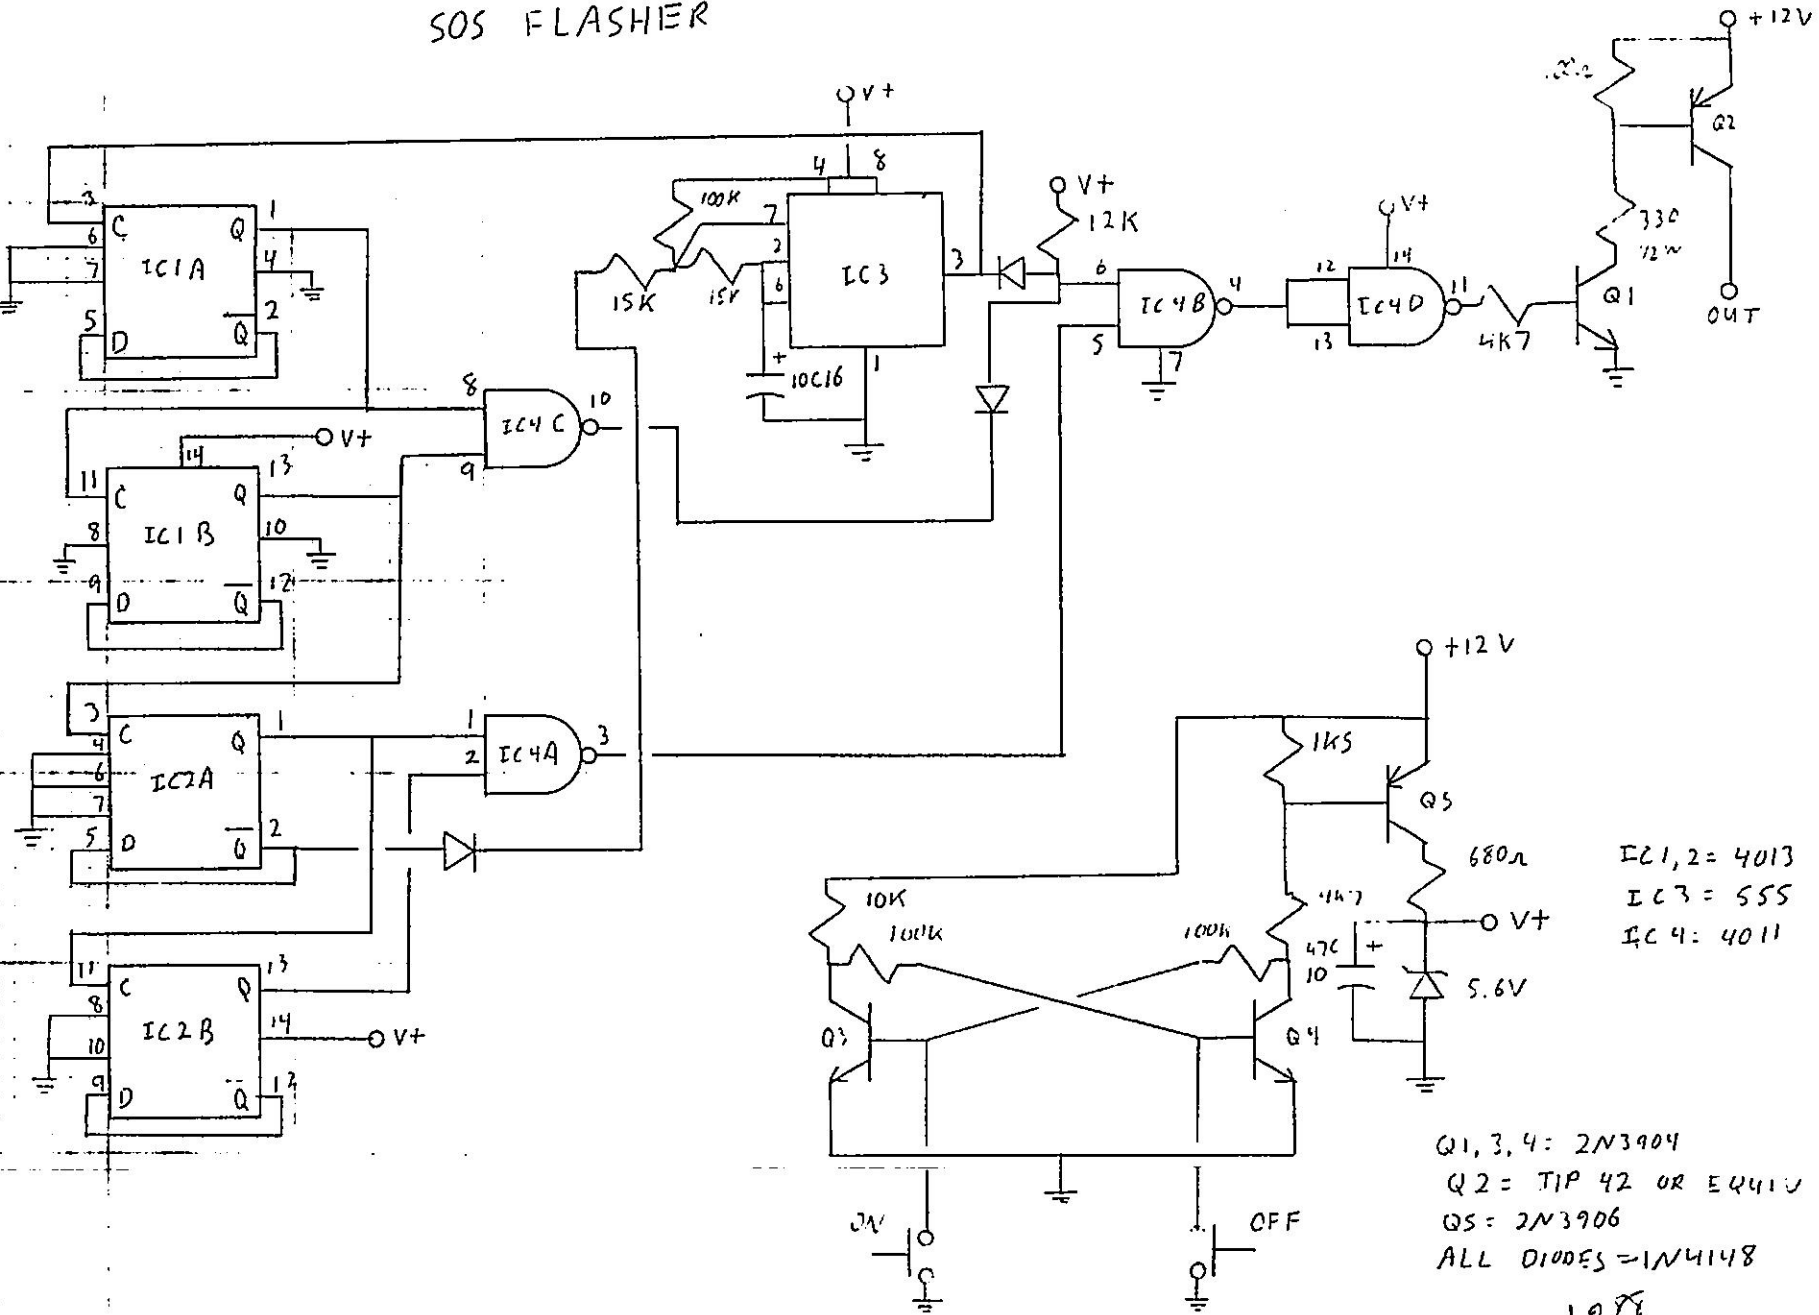 SOS FLASHER
+12V
Q2
330
1/2W
OUT
Q1
4K7
V+
14
12
13
11
IC4D
V+
12K
6
5
4
7
IC4B
V+
4
8
100K
7
2
6
3
1
IC3
15K
15K
+
10C16
3
C
6
7
5
D
IC1A
Q
1
4
2
Q
8
9
10
IC4C
V+
14
11
C
8
9
D
IC1B
Q
13
10
12
Q
3
C
4
6
7
5
D
IC2A
Q
1
2
Q
1
2
3
IC4A
11
C
8
10
9
D
IC2B
Q
13
14
V+
12
Q
+12V
1K5
Q5
680Ω
V+
5.6V
47C
10
+
4K7
10K
100K
100K
Q3
Q4
ON
OFF
IC1,2= 4013
IC3= 555
IC4: 4011
Q1,3,4: 2N3904
Q2= TIP 42 OR EQUIV
Q5= 2N3906
ALL DIODES =1N4148